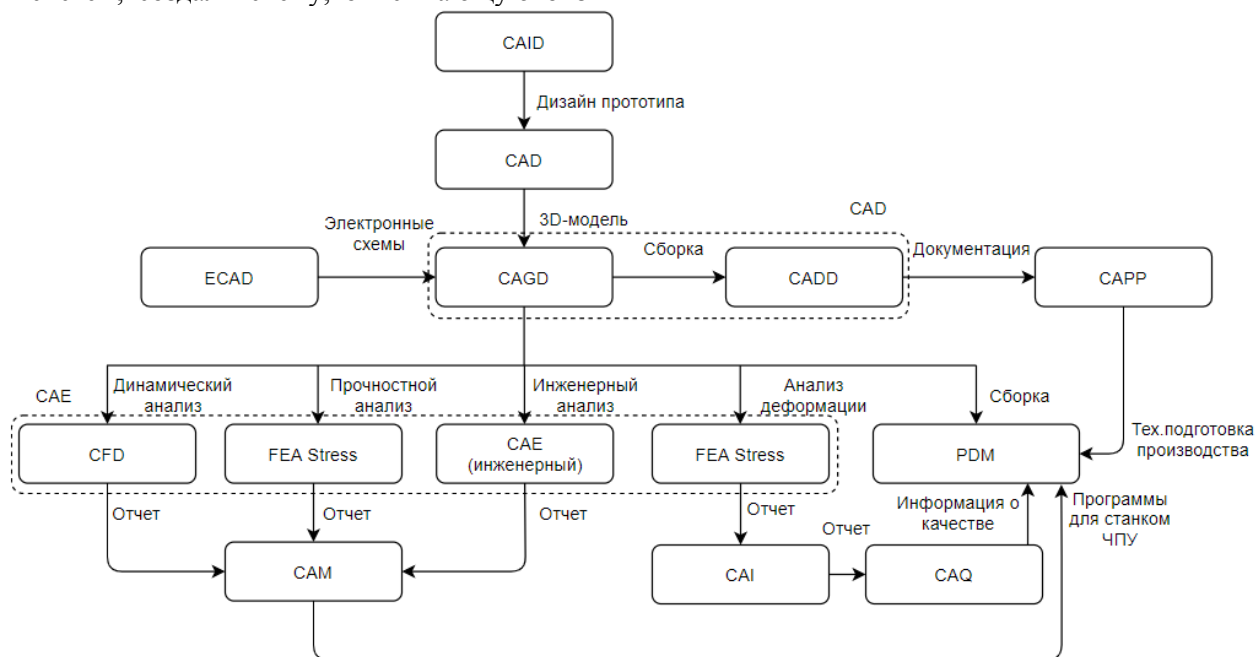 CAID
Дизайн прототипа
CAD
3D-модель
CAD
Электронные
схемы
Сборка
Документация
ECAD
CAGD
CADD
CAPP
CAE
Динамический
анализ
Прочностной
анализ
Инженерный
анализ
Анализ
деформации
Сборка
Тех.подготовка
производства
CFD
FEA Stress
CAE
(инженерный)
FEA Stress
PDM
Отчет
Отчет
Отчет
Отчет
Отчет
Информация о
качестве
Программы
для станком
ЧПУ
CAM
CAI
CAQ